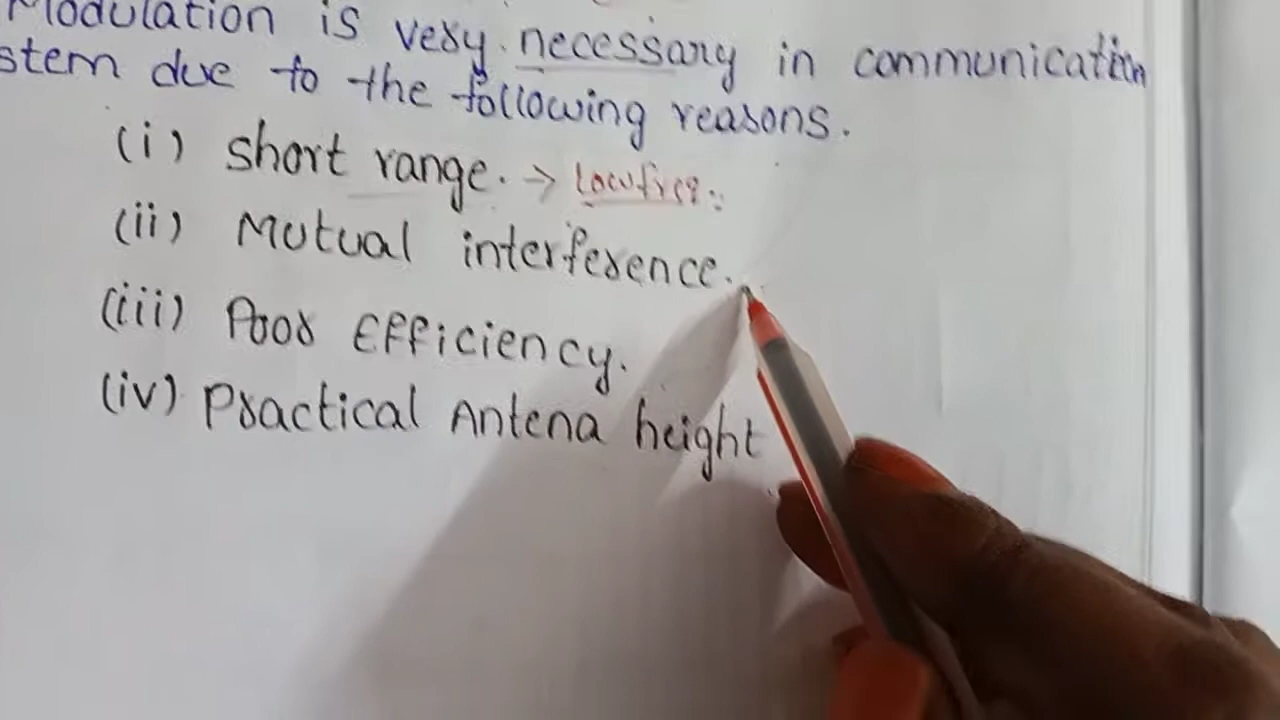 Modulation is very necessary in communication
stem due to the following reasons.
(i) short range. → Low freq:
(ii) Mutual interference.
(iii) Poor Efficiency.
(iv) Practical Antena height